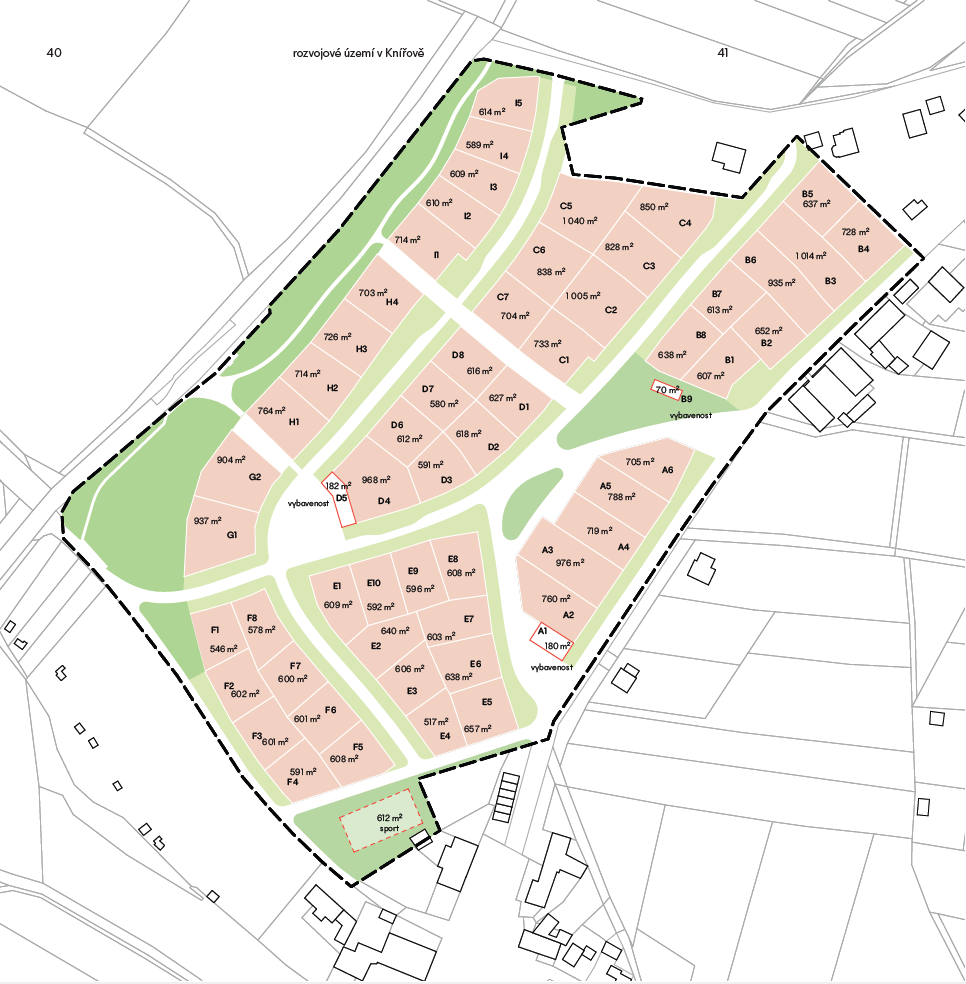 40
rozvojové území v Knířově
41
I5
614 m²
589 m²
I4
609 m²
I3
610 m²
I2
714 m²
I1
703 m²
H4
726 m²
H3
714 m²
H2
764 m²
H1
904 m²
G2
937 m²
G1
C5
1 040 m²
850 m²
C4
C6
838 m²
828 m²
C3
C7
704 m²
1 005 m²
C2
733 m²
C1
B5
637 m²
728 m²
B4
B6
1 014 m²
935 m²
B3
B7
613 m²
652 m²
B2
B8
638 m²
B1
607 m²
70 m²
B9
vybavenost
D8
616 m²
D7
580 m²
627 m²
D1
D6
612 m²
618 m²
D2
591 m²
D3
968 m²
D4
182 m²
D5
vybavenost
705 m²
A6
A5
788 m²
719 m²
A4
A3
976 m²
760 m²
A2
A1
180 m²
vybavenost
E8
608 m²
E9
596 m²
E10
592 m²
E1
609 m²
E7
603 m²
640 m²
E2
E6
638 m²
606 m²
E3
E5
657 m²
517 m²
E4
F8
578 m²
F1
546 m²
F7
600 m²
F2
602 m²
F6
601 m²
F3
601 m²
F5
608 m²
591 m²
F4
612 m²
sport